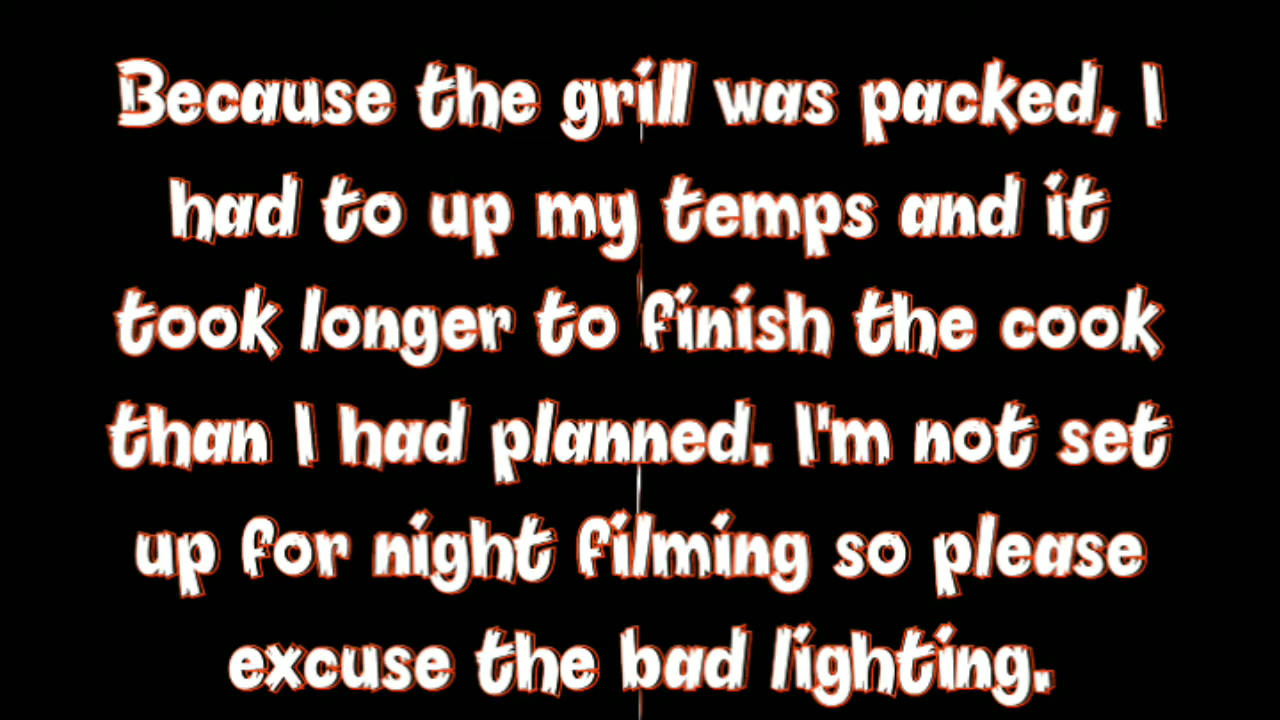 Because the grill was packed, I
had to up my temps and it
took longer to finish the cook
than I had planned. I'm not set
up for night filming so please
excuse the bad lighting.